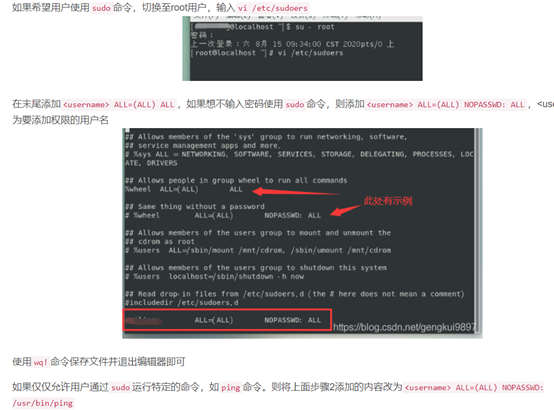 如果希望用户使用 sudo 命令，切换至root用户，输入 vi /etc/sudoers
@localhost ~]$ su - root
密码：
上一次登录：六 8月 15 09:34:00 CST 2020pts/0 上
[root@localhost ~]# vi /etc/sudoers
在末尾添加 <username> ALL=(ALL) ALL ，如果想不输入密码使用 sudo 命令，则添加 <username> ALL=(ALL) NOPASSWD: ALL ，<use
为要添加权限的用户名
## Allows members of the 'sys' group to run networking, software,
## service management apps and more.
# %sys ALL = NETWORKING, SOFTWARE, SERVICES, STORAGE, DELEGATING, PROCESSES, LOC
ATE, DRIVERS
## Allows people in group wheel to run all commands
%wheel ALL=(ALL) ALL
此处有示例
## Same thing without a password
# %wheel ALL=(ALL) NOPASSWD: ALL
## Allows members of the users group to mount and unmount the
## cdrom as root
# %users ALL=/sbin/mount /mnt/cdrom, /sbin/umount /mnt/cdrom
## Allows members of the users group to shutdown this system
# %users localhost=/sbin/shutdown -h now
## Read drop-in files from /etc/sudoers.d (the # here does not mean a comment)
#includedir /etc/sudoers.d
ALL=(ALL) NOPASSWD: ALL
https://blog.csdn.net/gengkui9897
使用 wq! 命令保存文件并退出编辑器即可
如果仅仅允许用户通过 sudo 运行特定的命令，如 ping 命令。则将上面步骤2添加的内容改为 <username> ALL=(ALL) NOPASSWD:
/usr/bin/ping